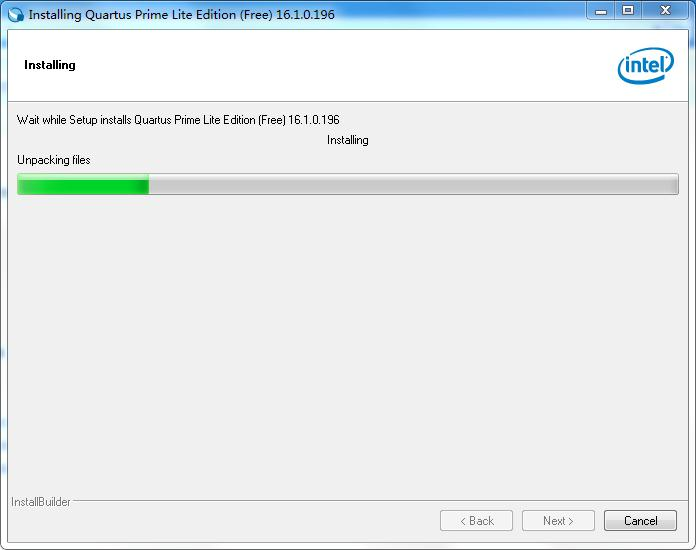 Installing Quartus Prime Lite Edition (Free) 16.1.0.196
Installing
intel
Wait while Setup installs Quartus Prime Lite Edition (Free) 16.1.0.196
Installing
Unpacking files
InstallBuilder
< Back
Next >
Cancel